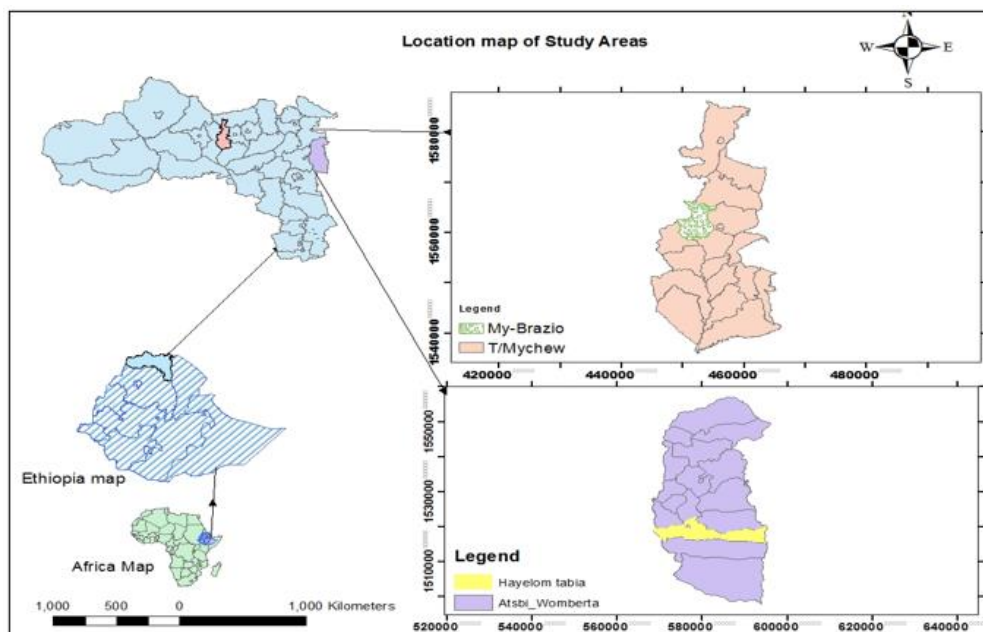 Location map of Study Areas
N
W E
S
1580000
1560000
1540000
Legend
My-Brazio
T/Mychew
420000 440000 460000 480000
1550000
1530000
1510000
Legend
Hayelom tabia
Atsbi_Womberta
520000 540000 560000 580000 600000 620000 640000
Ethiopia map
Africa Map
1,000 500 0 1,000 Kilometers